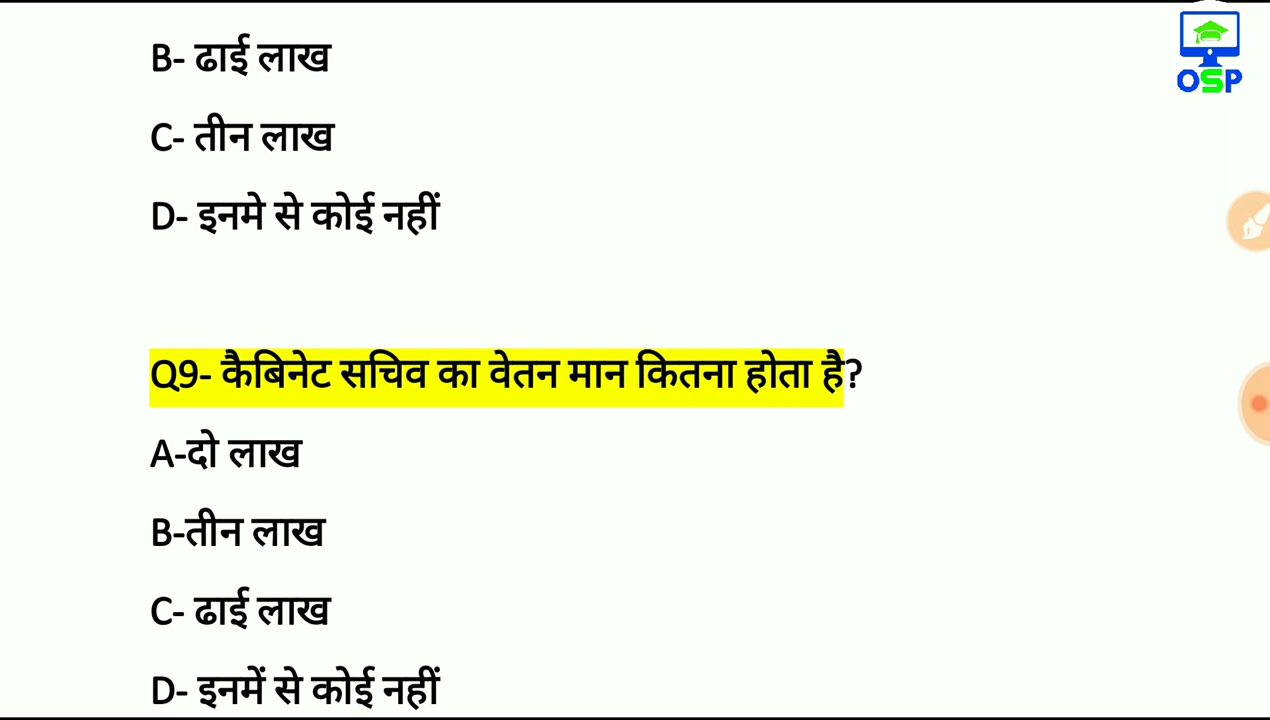 B- ढाई लाख
OSP
C- तीन लाख
D- इनमे से कोई नहीं
Q9- कैबिनेट सचिव का वेतन मान कितना होता है?
A-दो लाख
B-तीन लाख
C- ढाई लाख
D- इनमें से कोई नहीं